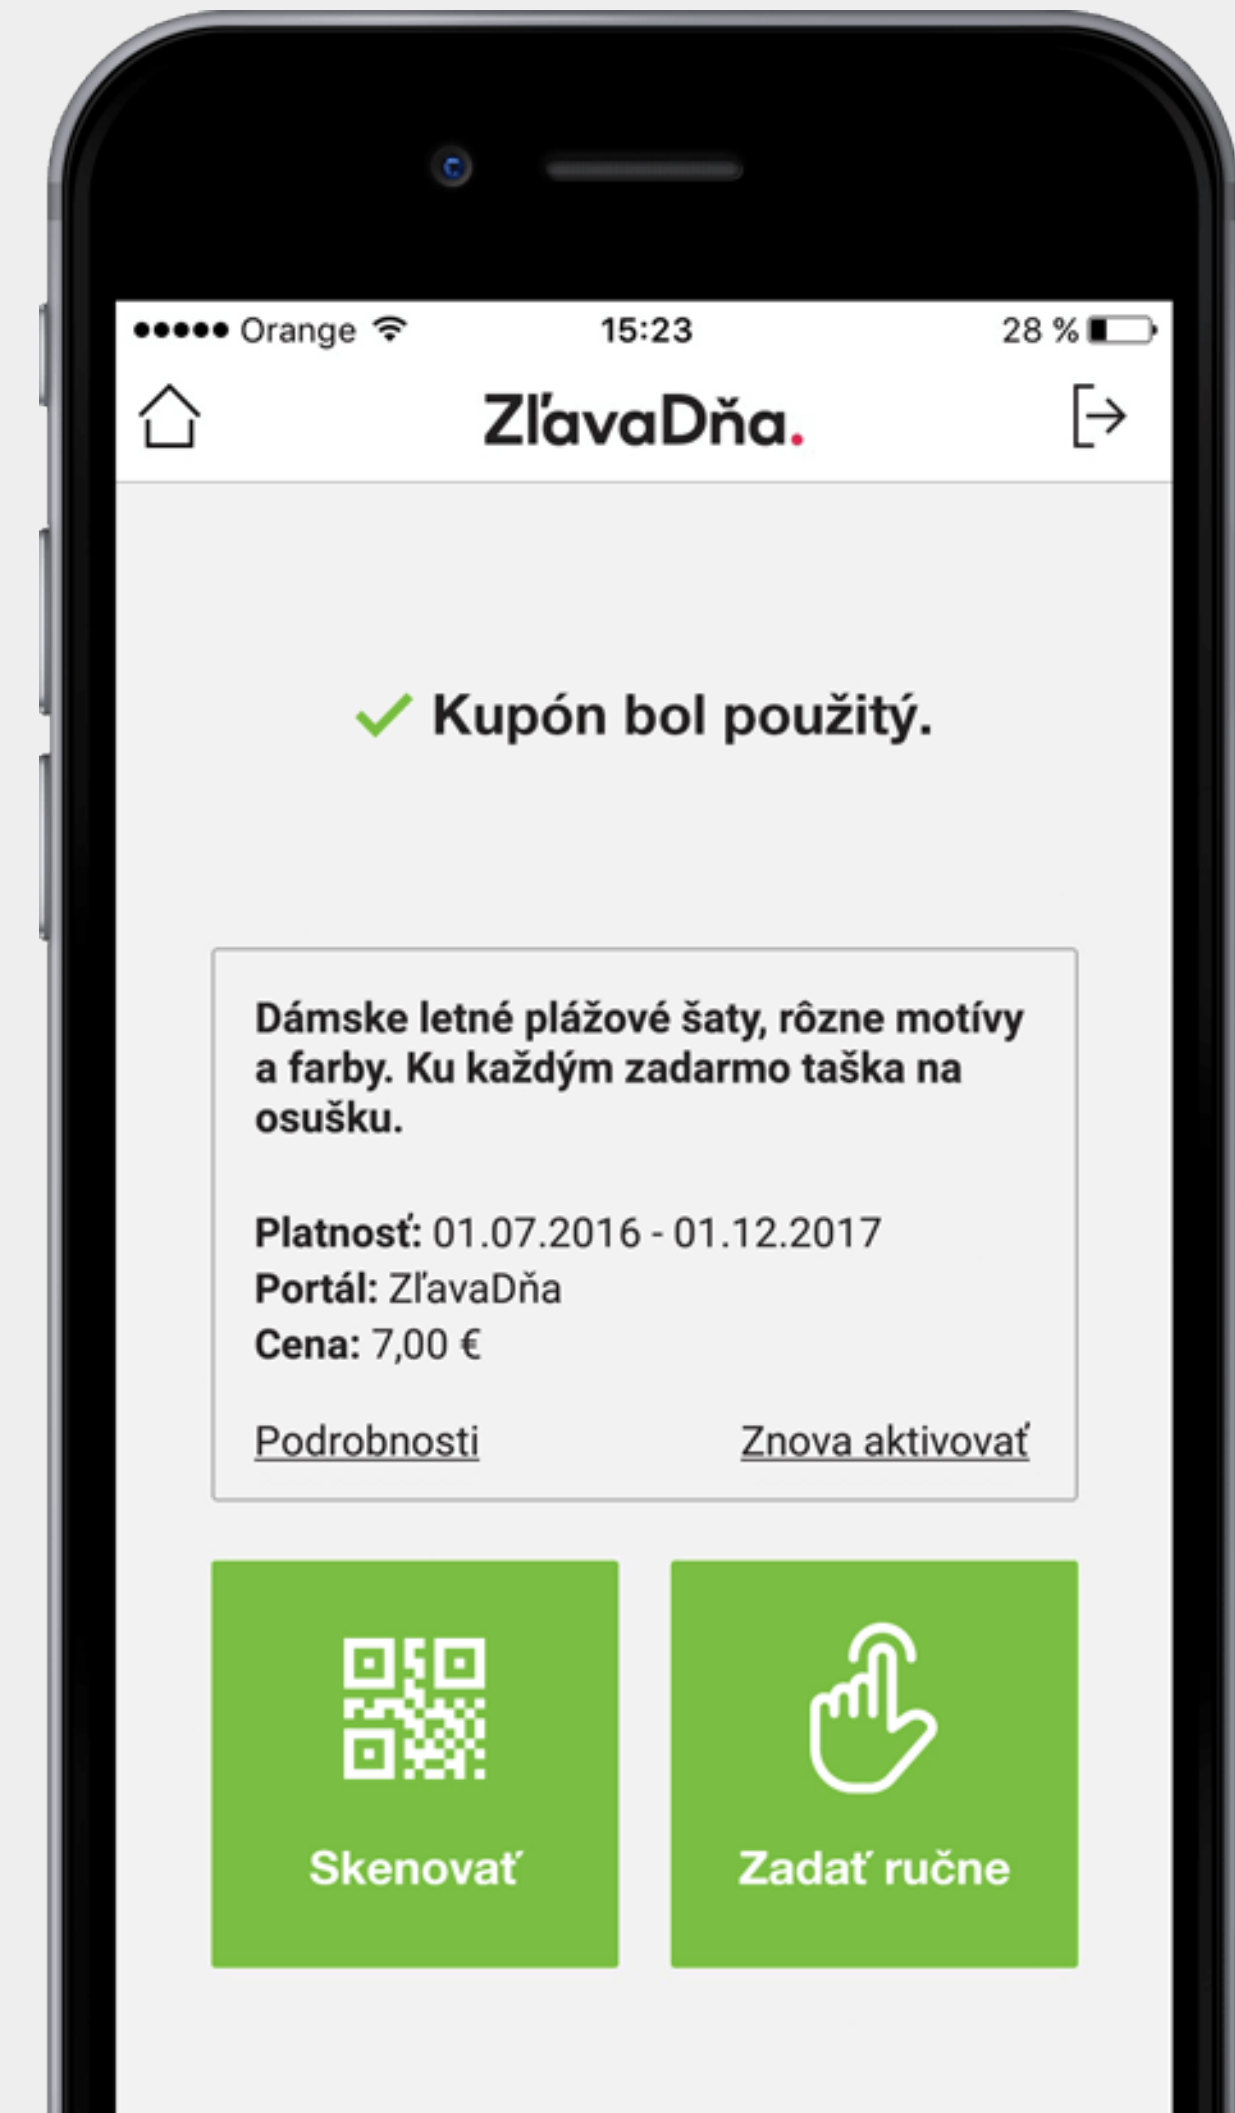 Orange 15:23 28 %
ZľavaDňa.
Kupón bol použitý.
Dámske letné plážové šaty, rôzne motívy
a farby. Ku každým zadarmo taška na
osušku.
Platnosť: 01.07.2016 - 01.12.2017
Portál: ZľavaDňa
Cena: 7,00 €
Podrobnosti Znova aktivovať
Skenovať Zadať ručne